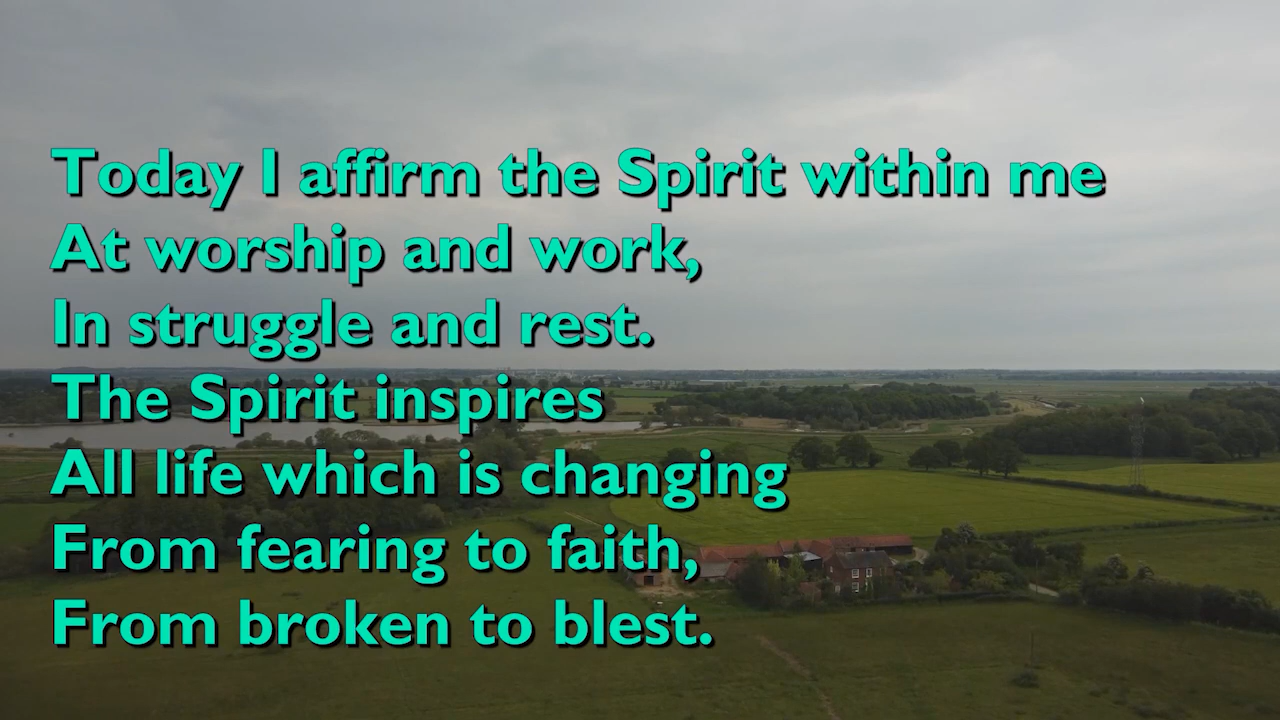 Today I affirm the Spirit within me
At worship and work,
In struggle and rest.
The Spirit inspires
All life which is changing
From fearing to faith,
From broken to blest.